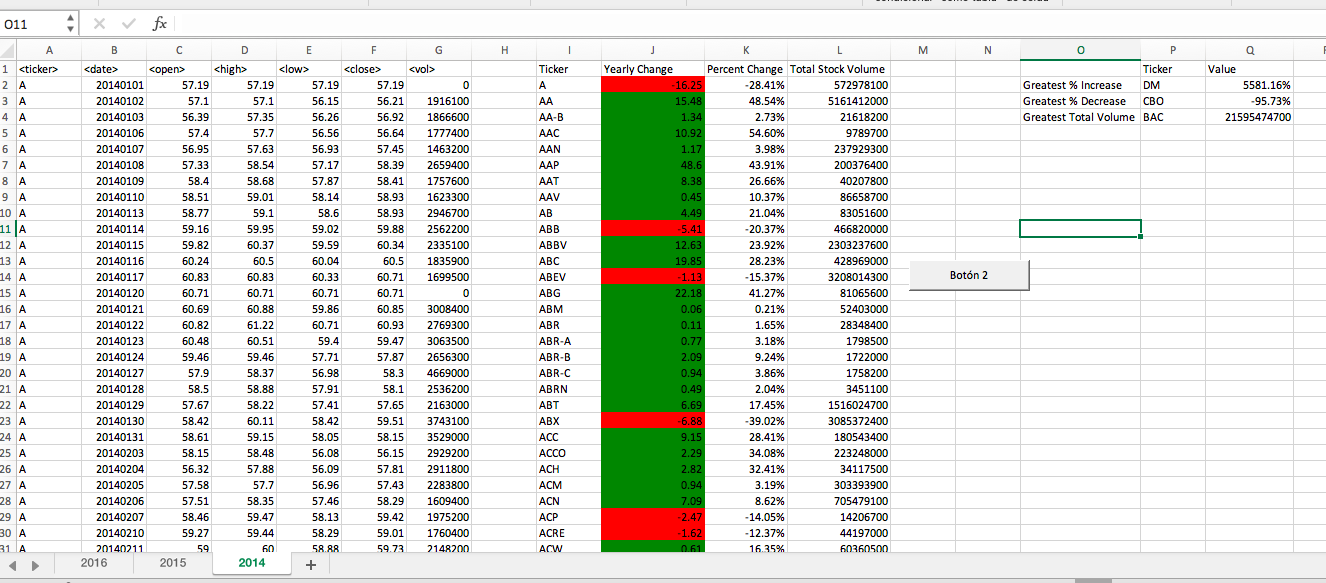 O11 fx
A B C D E F G H I J K L M N O P Q
1 <ticker> <date> <open> <high> <low> <close> <vol> Ticker Yearly Change Percent Change Total Stock Volume Ticker Value
2 A 20140101 57.19 57.19 57.19 57.19 0 A -16.25 -28.41% 572978100 Greatest % Increase DM 5581.16%
3 A 20140102 57.1 57.1 56.15 56.21 1916100 AA 15.48 48.54% 5161412000 Greatest % Decrease CBO -95.73%
4 A 20140103 56.39 57.35 56.26 56.92 1866600 AA-B 1.34 2.73% 21618200 Greatest Total Volume BAC 21595474700
5 A 20140106 57.4 57.7 56.56 56.64 1777400 AAC 10.92 54.60% 9789700
6 A 20140107 56.95 57.63 56.93 57.45 1463200 AAN 1.17 3.98% 237929300
7 A 20140108 57.33 58.54 57.17 58.39 2659400 AAP 48.6 43.91% 200376400
8 A 20140109 58.4 58.68 57.87 58.41 1757600 AAT 8.38 26.66% 40207800
9 A 20140110 58.51 59.01 58.14 58.93 1623300 AAV 0.45 10.37% 86658700
10 A 20140113 58.77 59.1 58.6 58.93 2946700 AB 4.49 21.04% 83051600
11 A 20140114 59.16 59.95 59.02 59.88 2562200 ABB -5.41 -20.37% 466820000
12 A 20140115 59.82 60.37 59.59 60.34 2335100 ABBV 12.63 23.92% 2303237600
13 A 20140116 60.24 60.5 60.04 60.5 1835900 ABC 19.85 28.23% 428969000
14 A 20140117 60.83 60.83 60.33 60.71 1699500 ABEV -1.13 -15.37% 3208014300 Botón 2
15 A 20140120 60.71 60.71 60.71 60.71 0 ABG 22.18 41.27% 81065600
16 A 20140121 60.69 60.88 59.86 60.85 3008400 ABM 0.06 0.21% 52403000
17 A 20140122 60.82 61.22 60.71 60.93 2769300 ABR 0.11 1.65% 28348400
18 A 20140123 60.48 60.51 59.4 59.47 3063500 ABR-A 0.77 3.18% 1798500
19 A 20140124 59.46 59.46 57.71 57.87 2656300 ABR-B 2.09 9.24% 1722000
20 A 20140127 57.9 58.37 56.98 58.3 4669000 ABR-C 0.94 3.86% 1758200
21 A 20140128 58.5 58.88 57.91 58.1 2536200 ABRN 0.49 2.04% 3451100
22 A 20140129 57.67 58.22 57.41 57.65 2163000 ABT 6.69 17.45% 1516024700
23 A 20140130 58.42 60.11 58.42 59.51 3743100 ABX -6.88 -39.02% 3085372400
24 A 20140131 58.61 59.15 58.05 58.15 3529000 ACC 9.15 28.41% 180543400
25 A 20140203 58.15 58.48 56.08 56.15 2929200 ACCO 2.29 34.08% 223248000
26 A 20140204 56.32 57.88 56.09 57.81 2911800 ACH 2.82 32.41% 34117500
27 A 20140205 57.58 57.7 56.96 57.43 2283800 ACM 0.94 3.19% 303393900
28 A 20140206 57.51 58.35 57.46 58.29 1609400 ACN 7.09 8.62% 705479100
29 A 20140207 58.46 59.47 58.13 59.42 1975200 ACP -2.47 -14.05% 14206700
30 A 20140210 59.27 59.44 58.29 59.01 1760400 ACRE -1.62 -12.37% 44197000
31 A 20140211 59 60 58.88 59.73 2148200 ACW 0.61 16.35% 60360500
2016 2015 2014 +